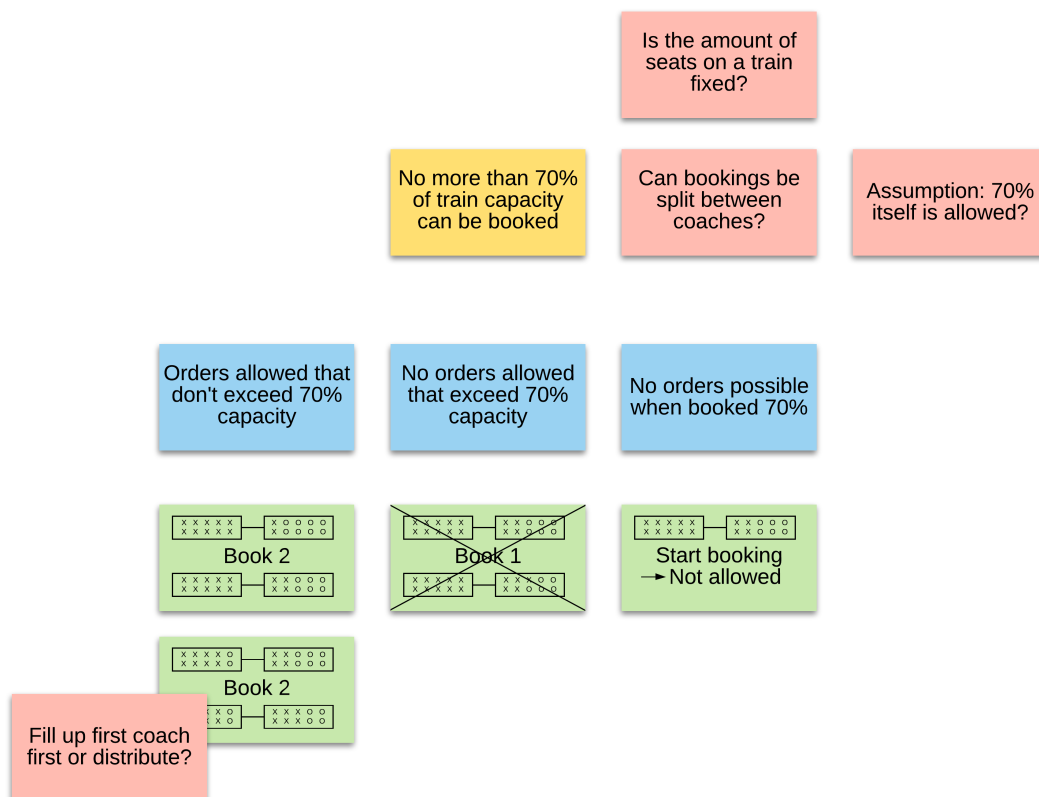 Is the amount of
seats on a train
fixed?
No more than 70%
of train capacity
can be booked
Can bookings be
split between
coaches?
Assumption: 70%
itself is allowed?
Orders allowed that
don't exceed 70%
capacity
No orders allowed
that exceed 70%
capacity
No orders possible
when booked 70%
X X X X X X O O O O
X X X X X X O O O O
Book 2
X X X X X X X O O O
X X X X X X X O O O
X X X X X X X O O O
X X X X X X X O O O
Book 1
X X X X X
X X X X X
X X X X X X X O O O
X X X X X X X O O O
Start booking
Not allowed
X X X X O X X O O O
X X X X O X X O O O
Book 2
X X O X X X O O
X X O X X X O O
Fill up first coach
first or distribute?